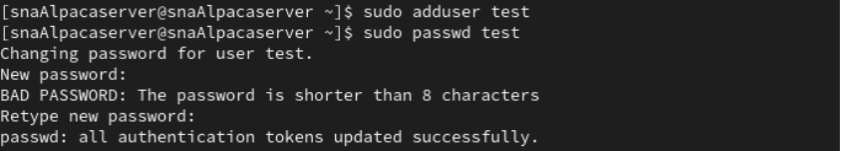 [snaAlpacaserver@snaAlpacaserver ~]$ sudo adduser test
[snaAlpacaserver@snaAlpacaserver ~]$ sudo passwd test
Changing password for user test.
New password:
BAD PASSWORD: The password is shorter than 8 characters
Retype new password:
passwd: all authentication tokens updated successfully.